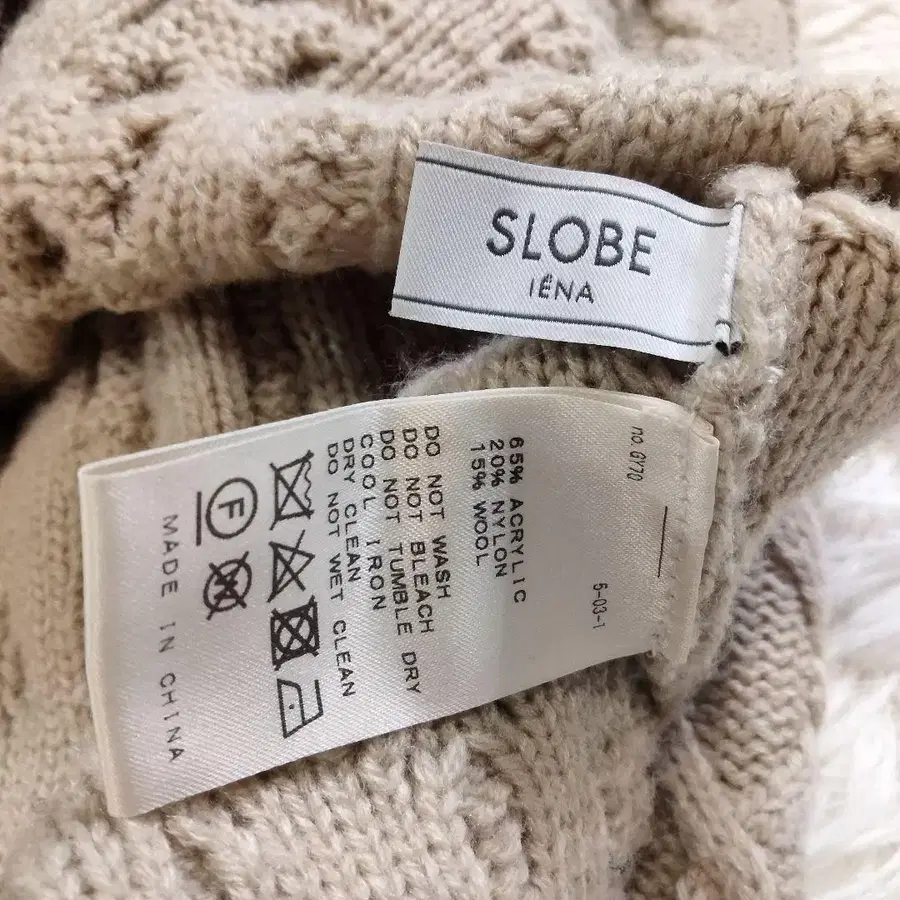 SLOBE
IÉNA
no. GY70
6-03-1
65% ACRYLIC
20% NYLON
15% WOOL
DO NOT WASH
DO NOT BLEACH
DO NOT TUMBLE DRY
COOL IRON
DRY CLEAN
DO NOT WET CLEAN
F
MADE IN CHINA